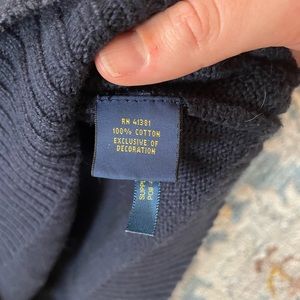 RN 41381
100% COTTON
EXCLUSIVE OF
DECORATION